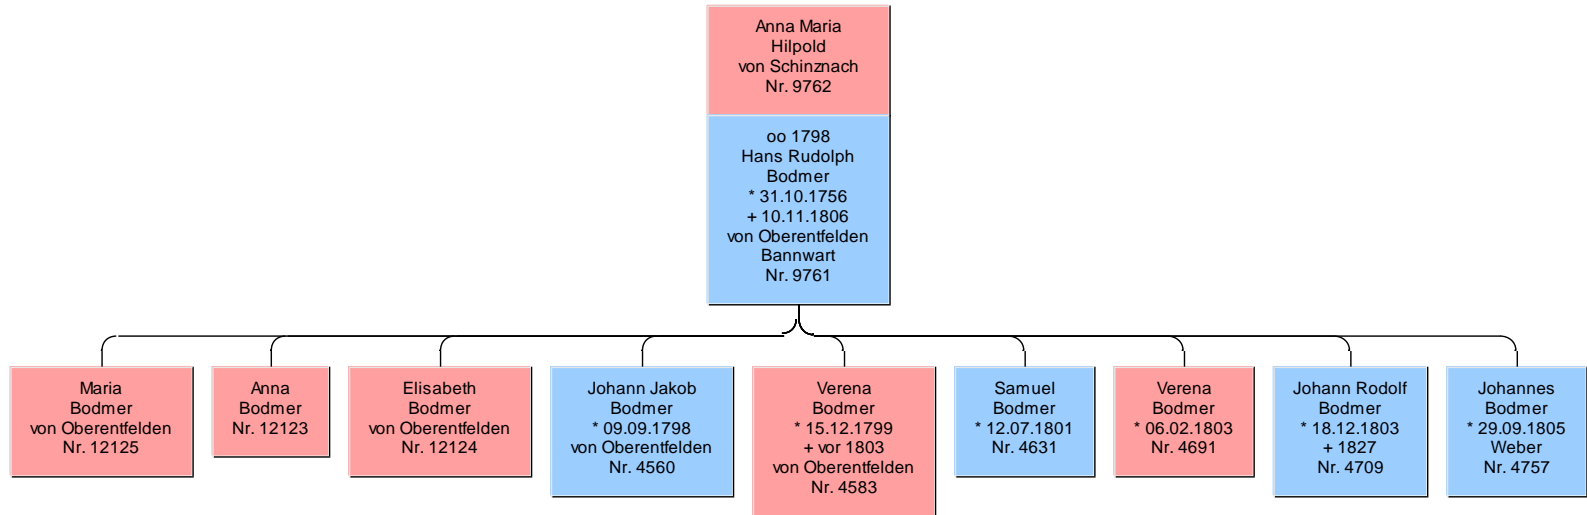 Anna Maria
Hilpold
von Schinznach
Nr. 9762
oo 1798
Hans Rudolph
Bodmer
* 31.10.1756
+ 10.11.1806
von Oberentfelden
Bannwart
Nr. 9761
Maria
Bodmer
von Oberentfelden
Nr. 12125
Anna
Bodmer
Nr. 12123
Elisabeth
Bodmer
von Oberentfelden
Nr. 12124
Johann Jakob
Bodmer
* 09.09.1798
von Oberentfelden
Nr. 4560
Verena
Bodmer
* 15.12.1799
+ vor 1803
von Oberentfelden
Nr. 4583
Samuel
Bodmer
* 12.07.1801
Nr. 4631
Verena
Bodmer
* 06.02.1803
Nr. 4691
Johann Rodolf
Bodmer
* 18.12.1803
+ 1827
Nr. 4709
Johannes
Bodmer
* 29.09.1805
Weber
Nr. 4757